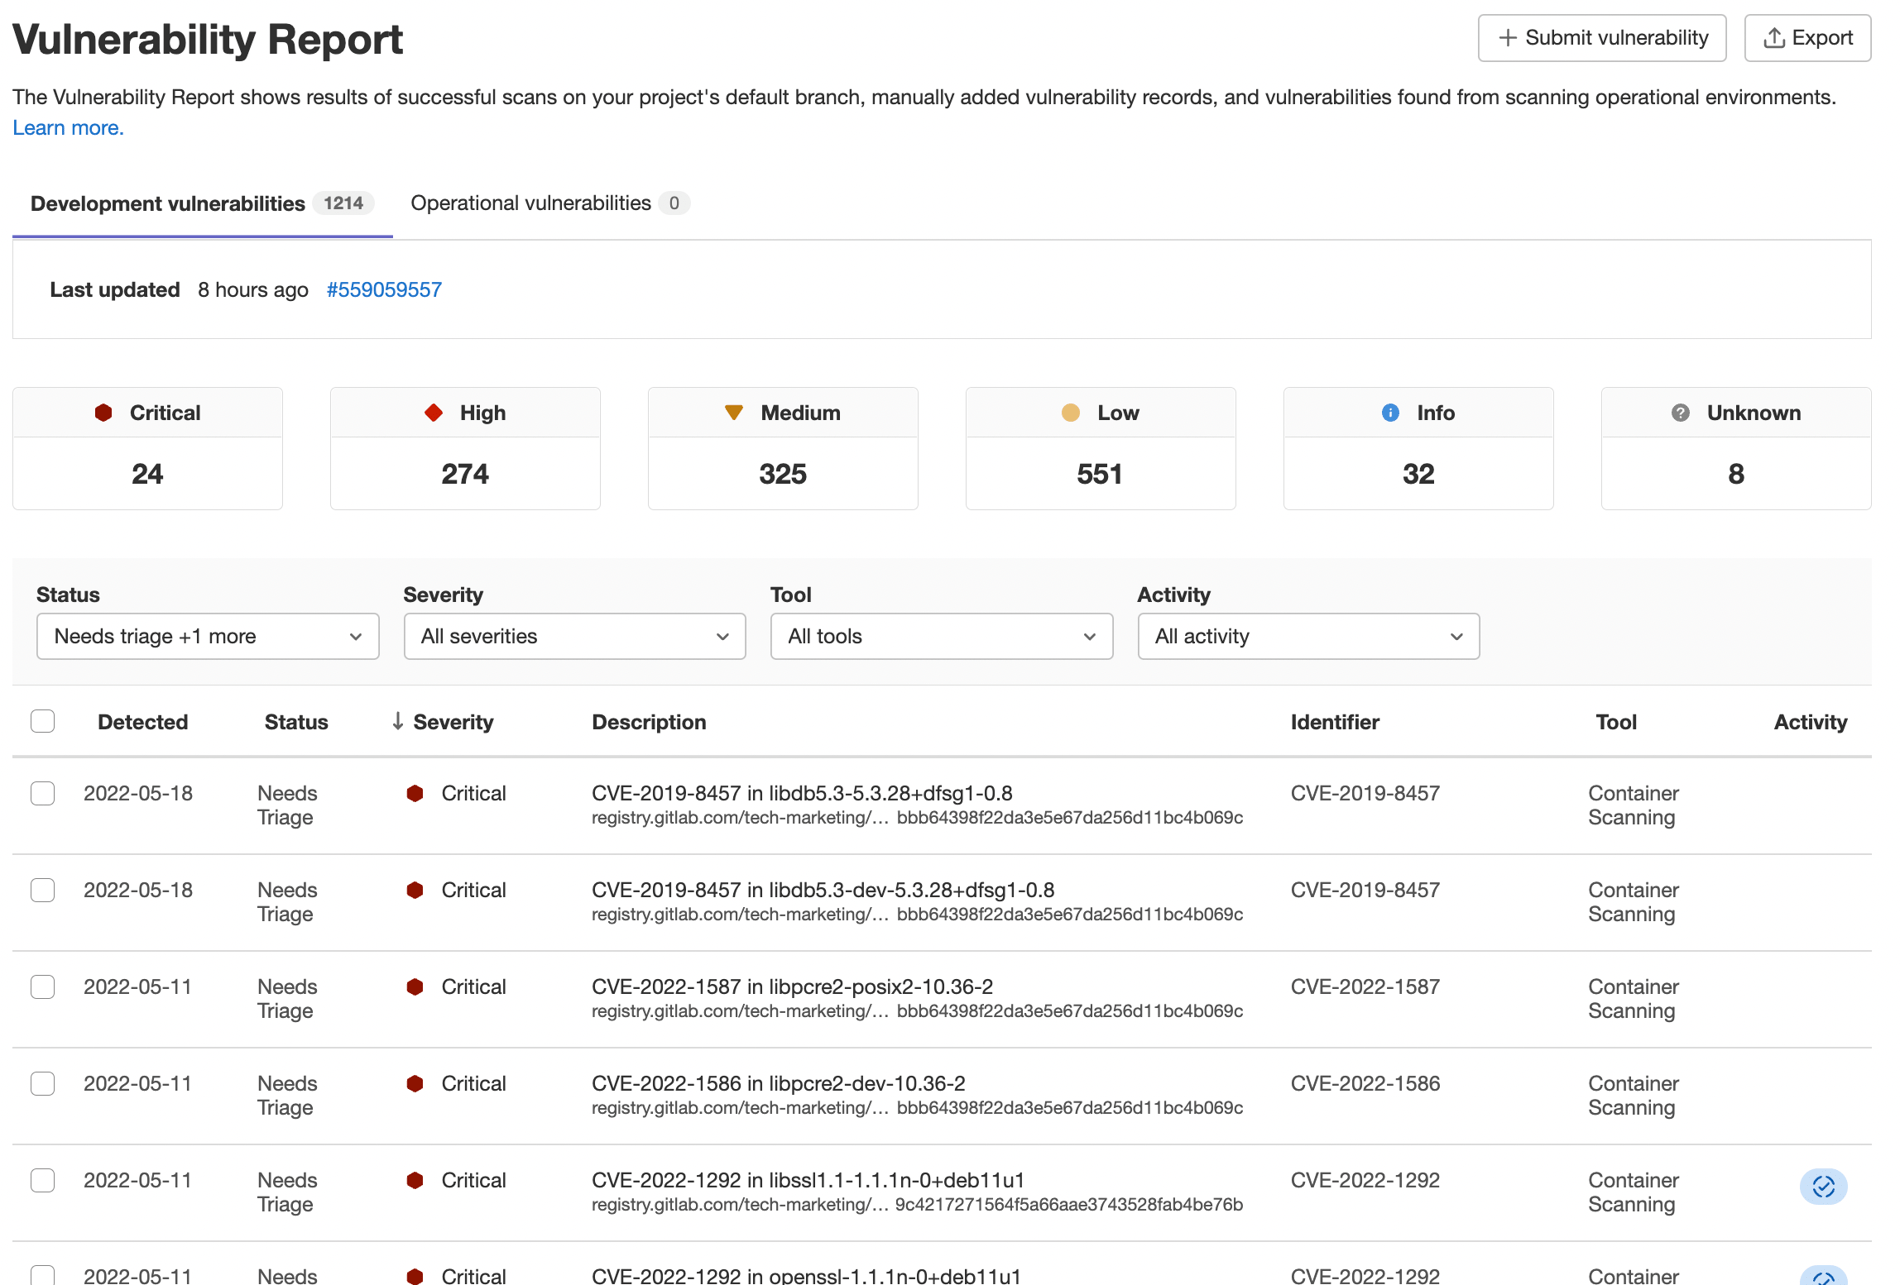 Vulnerability Report
Submit vulnerability
Export
The Vulnerability Report shows results of successful scans on your project's default branch, manually added vulnerability records, and vulnerabilities found from scanning operational environments.
Learn more.
Development vulnerabilities 1214 Operational vulnerabilities 0
Last updated 8 hours ago #559059557
Critical High Medium Low Info Unknown
24 274 325 551 32 8
Status Severity Tool Activity
Needs triage +1 more All severities All tools All activity
Detected Status Severity Description Identifier Tool Activity
2022-05-18 Needs Critical CVE-2019-8457 in libdb5.3-5.3.28+dfsg1-0.8 CVE-2019-8457 Container
Triage registry.gitlab.com/tech-marketing/… bbb64398f22da3e5e67da256d11bc4b069c Scanning
2022-05-18 Needs Critical CVE-2019-8457 in libdb5.3-dev-5.3.28+dfsg1-0.8 CVE-2019-8457 Container
Triage registry.gitlab.com/tech-marketing/… bbb64398f22da3e5e67da256d11bc4b069c Scanning
2022-05-11 Needs Critical CVE-2022-1587 in libpcre2-posix2-10.36-2 CVE-2022-1587 Container
Triage registry.gitlab.com/tech-marketing/… bbb64398f22da3e5e67da256d11bc4b069c Scanning
2022-05-11 Needs Critical CVE-2022-1586 in libpcre2-dev-10.36-2 CVE-2022-1586 Container
Triage registry.gitlab.com/tech-marketing/… bbb64398f22da3e5e67da256d11bc4b069c Scanning
2022-05-11 Needs Critical CVE-2022-1292 in libssl1.1-1.1.1n-0+deb11u1 CVE-2022-1292 Container
Triage registry.gitlab.com/tech-marketing/… 9c4217271564f5a66aae3743528fab4be76b Scanning
2022-05-11 Needs Critical CVE-2022-1292 in openssl-1.1.1n-0+deb11u1 CVE-2022-1292 Container